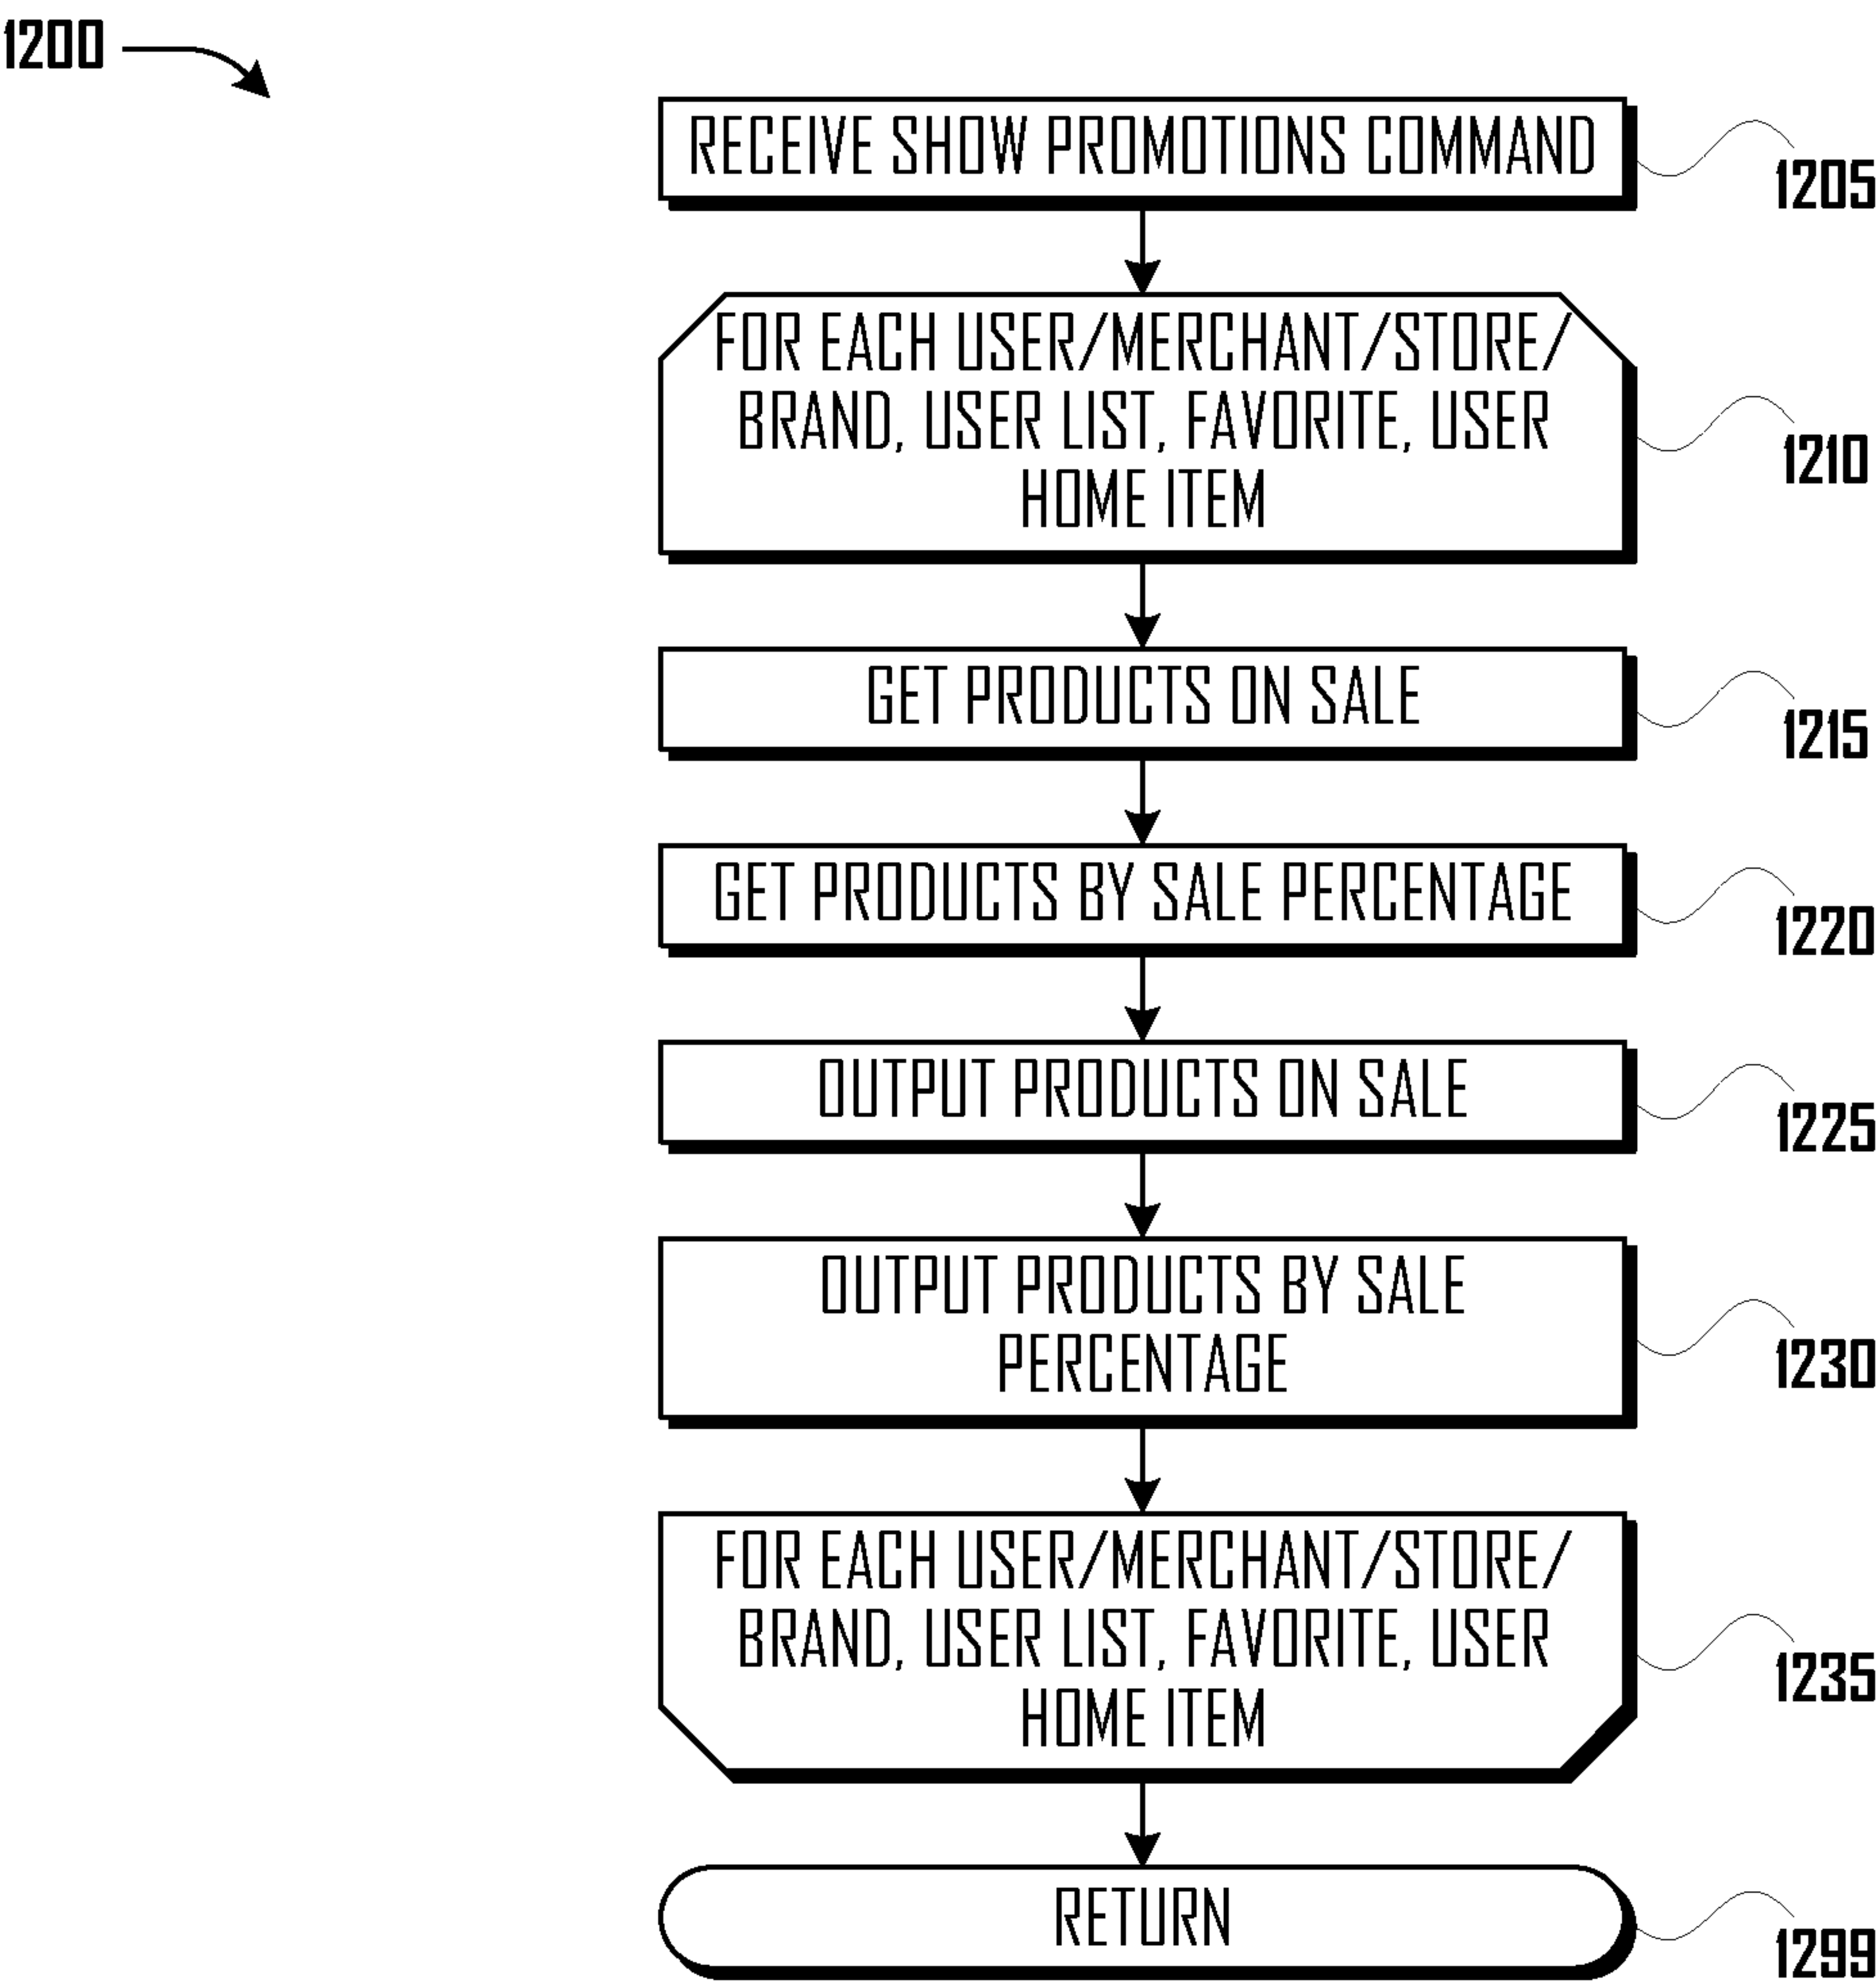 1200
RECEIVE SHOW PROMOTIONS COMMAND
1205
FOR EACH USER/MERCHANT/STORE/
BRAND, USER LIST, FAVORITE, USER
HOME ITEM
1210
GET PRODUCTS ON SALE
1215
GET PRODUCTS BY SALE PERCENTAGE
1220
OUTPUT PRODUCTS ON SALE
1225
OUTPUT PRODUCTS BY SALE
PERCENTAGE
1230
FOR EACH USER/MERCHANT/STORE/
BRAND, USER LIST, FAVORITE, USER
HOME ITEM
1235
RETURN
1299